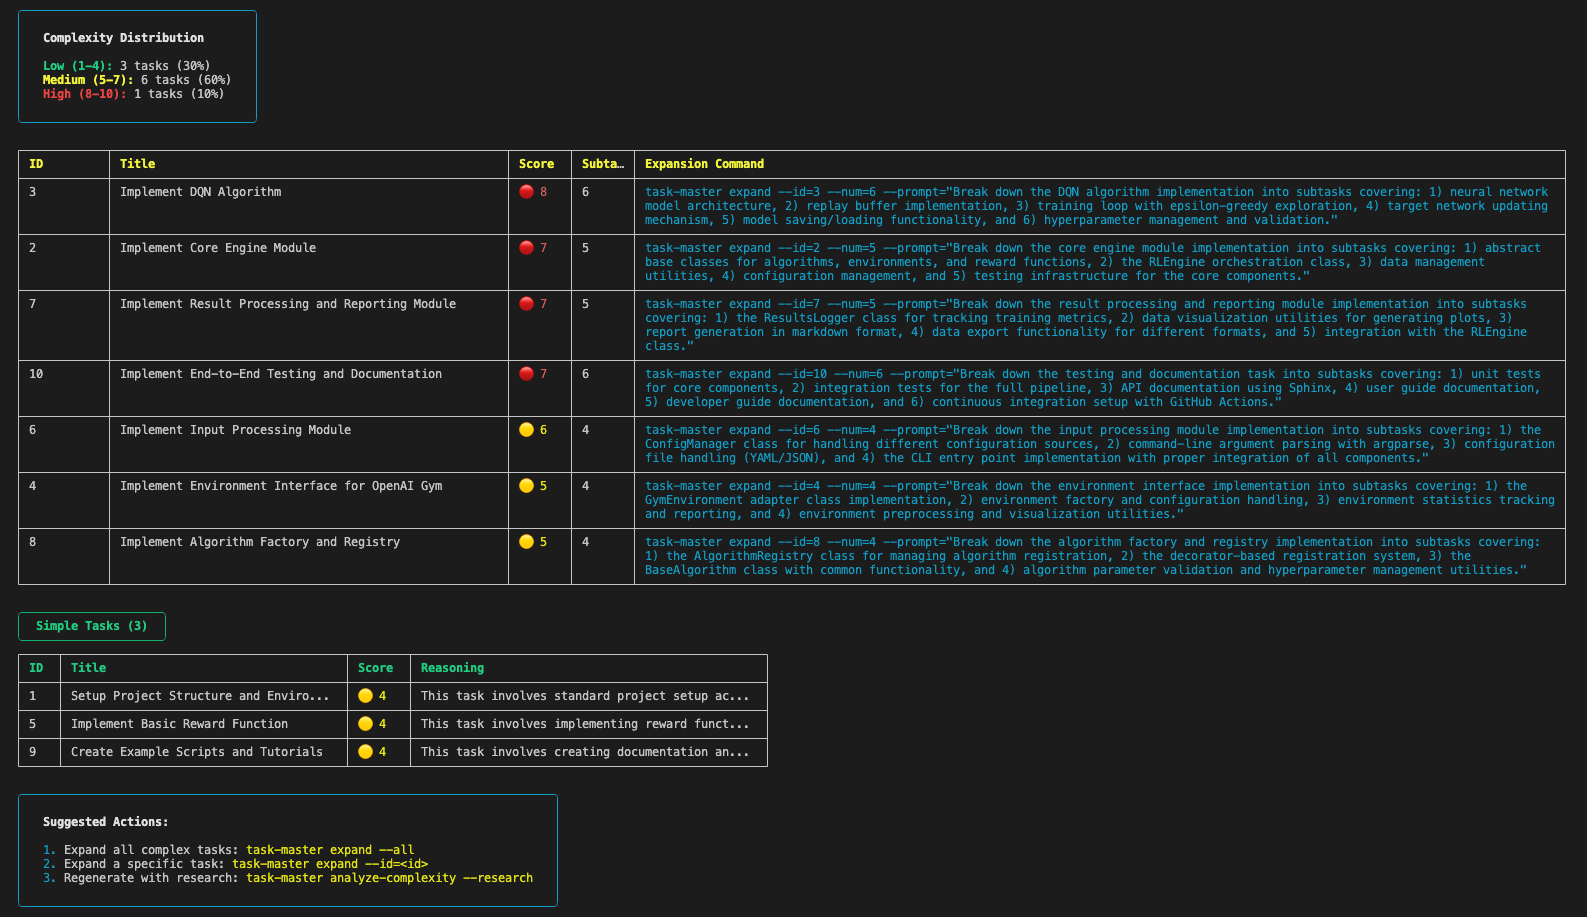 Complexity Distribution
Low (1-4): 3 tasks (30%)
Medium (5-7): 6 tasks (60%)
High (8-10): 1 tasks (10%)
ID Title Score Subta… Expansion Command
3 Implement DQN Algorithm 8 6 task-master expand --id=3 --num=6 --prompt="Break down the DQN algorithm implementation into subtasks covering: 1) neural network
model architecture, 2) replay buffer implementation, 3) training loop with epsilon-greedy exploration, 4) target network updating
mechanism, 5) model saving/loading functionality, and 6) hyperparameter management and validation."
2 Implement Core Engine Module 7 5 task-master expand --id=2 --num=5 --prompt="Break down the core engine module implementation into subtasks covering: 1) abstract
base classes for algorithms, environments, and reward functions, 2) the RLEngine orchestration class, 3) data management
utilities, 4) configuration management, and 5) testing infrastructure for the core components."
7 Implement Result Processing and Reporting Module 7 5 task-master expand --id=7 --num=5 --prompt="Break down the result processing and reporting module implementation into subtasks
covering: 1) the ResultsLogger class for tracking training metrics, 2) data visualization utilities for generating plots, 3)
report generation in markdown format, 4) data export functionality for different formats, and 5) integration with the RLEngine
class."
10 Implement End-to-End Testing and Documentation 7 6 task-master expand --id=10 --num=6 --prompt="Break down the testing and documentation task into subtasks covering: 1) unit tests
for core components, 2) integration tests for the full pipeline, 3) API documentation using Sphinx, 4) user guide documentation,
5) developer guide documentation, and 6) continuous integration setup with GitHub Actions."
6 Implement Input Processing Module 6 4 task-master expand --id=6 --num=4 --prompt="Break down the input processing module implementation into subtasks covering: 1) the
ConfigManager class for handling different configuration sources, 2) command-line argument parsing with argparse, 3) configuration
file handling (YAML/JSON), and 4) the CLI entry point implementation with proper integration of all components."
4 Implement Environment Interface for OpenAI Gym 5 4 task-master expand --id=4 --num=4 --prompt="Break down the environment interface implementation into subtasks covering: 1) the
GymEnvironment adapter class implementation, 2) environment factory and configuration handling, 3) environment statistics tracking
and reporting, and 4) environment preprocessing and visualization utilities."
8 Implement Algorithm Factory and Registry 5 4 task-master expand --id=8 --num=4 --prompt="Break down the algorithm factory and registry implementation into subtasks covering:
1) the AlgorithmRegistry class for managing algorithm registration, 2) the decorator-based registration system, 3) the
BaseAlgorithm class with common functionality, and 4) algorithm parameter validation and hyperparameter management utilities."
Simple Tasks (3)
ID Title Score Reasoning
1 Setup Project Structure and Enviro... 4 This task involves standard project setup ac...
5 Implement Basic Reward Function 4 This task involves implementing reward funct...
9 Create Example Scripts and Tutorials 4 This task involves creating documentation an...
Suggested Actions:
1. Expand all complex tasks: task-master expand --all
2. Expand a specific task: task-master expand --id=<id>
3. Regenerate with research: task-master analyze-complexity --research